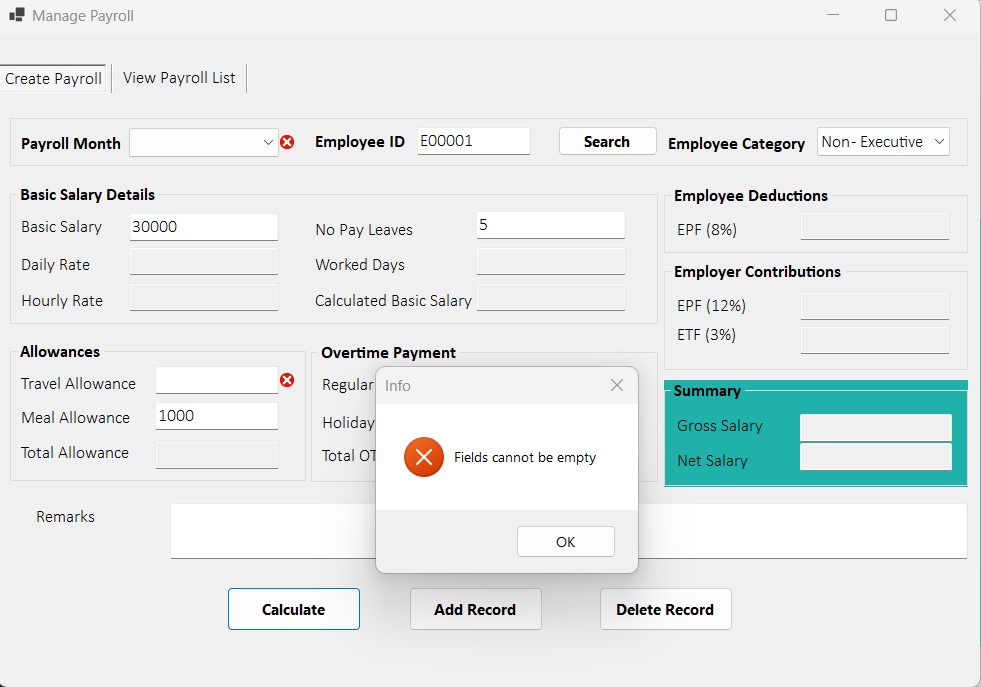 Manage Payroll
Create Payroll View Payroll List
Payroll Month Employee ID E00001 Search Employee Category Non- Executive
Basic Salary Details
Basic Salary 30000 No Pay Leaves 5
Daily Rate Worked Days
Hourly Rate Calculated Basic Salary
Employee Deductions
EPF (8%)
Employer Contributions
EPF (12%)
ETF (3%)
Allowances
Travel Allowance
Meal Allowance 1000
Total Allowance
Overtime Payment
Regular
Holiday
Total OT
Info
Fields cannot be empty
OK
Summary
Gross Salary
Net Salary
Remarks
Calculate Add Record Delete Record